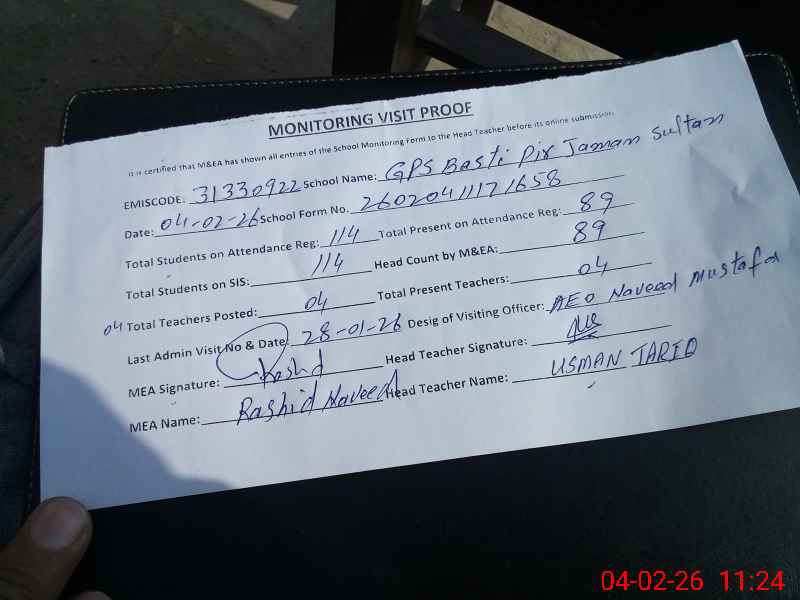 MONITORING VISIT PROOF
It is certified that M&EA has shown all entries of the School Monitoring Form to the Head Teacher before its online submission.
EMISCODE: 31330922 School Name: GPS Basti Pir Jaman Sultan
Date: 04-02-26 School Form No. 26020411171658
Total Students on Attendance Reg: 114 Total Present on Attendance Reg: 89
Total Students on SIS: 114 Head Count by M&EA: 89
Total Teachers Posted: 04 Total Present Teachers: 04
04 Last Admin Visit No & Date: 28-01-26 Desig of Visiting Officer: AEO Naveed Mustafa
MEA Signature: Rashid Head Teacher Signature:
MEA Name: Rashid Naveed Head Teacher Name: USMAN TARIQ
04-02-26 11:24